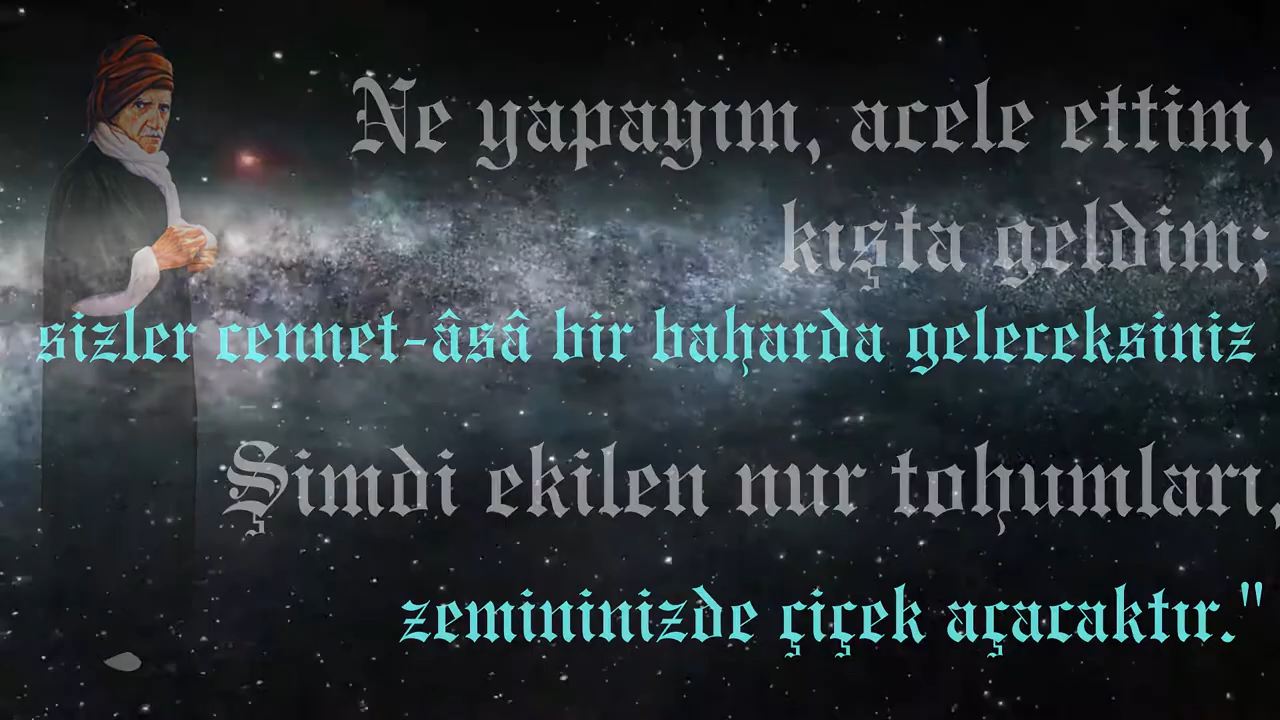 Ne yapayım, acele ettim,
kışta geldim;
sizler cennet-âsâ bir baharda geleceksiniz
Şimdi ekilen nur tohumları,
zemininizde çiçek açacaktır."